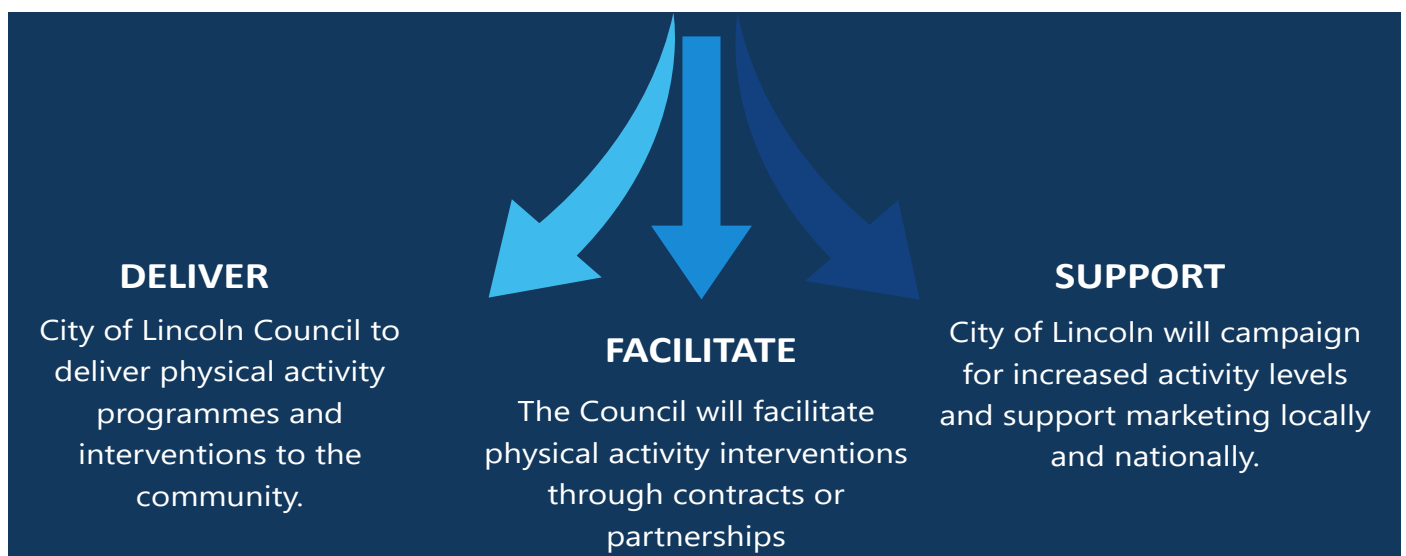 DELIVER
City of Lincoln Council to
deliver physical activity
programmes and
interventions to the
community.
FACILITATE
The Council will facilitate
physical activity interventions
through contracts or
partnerships
SUPPORT
City of Lincoln will campaign
for increased activity levels
and support marketing locally
and nationally.